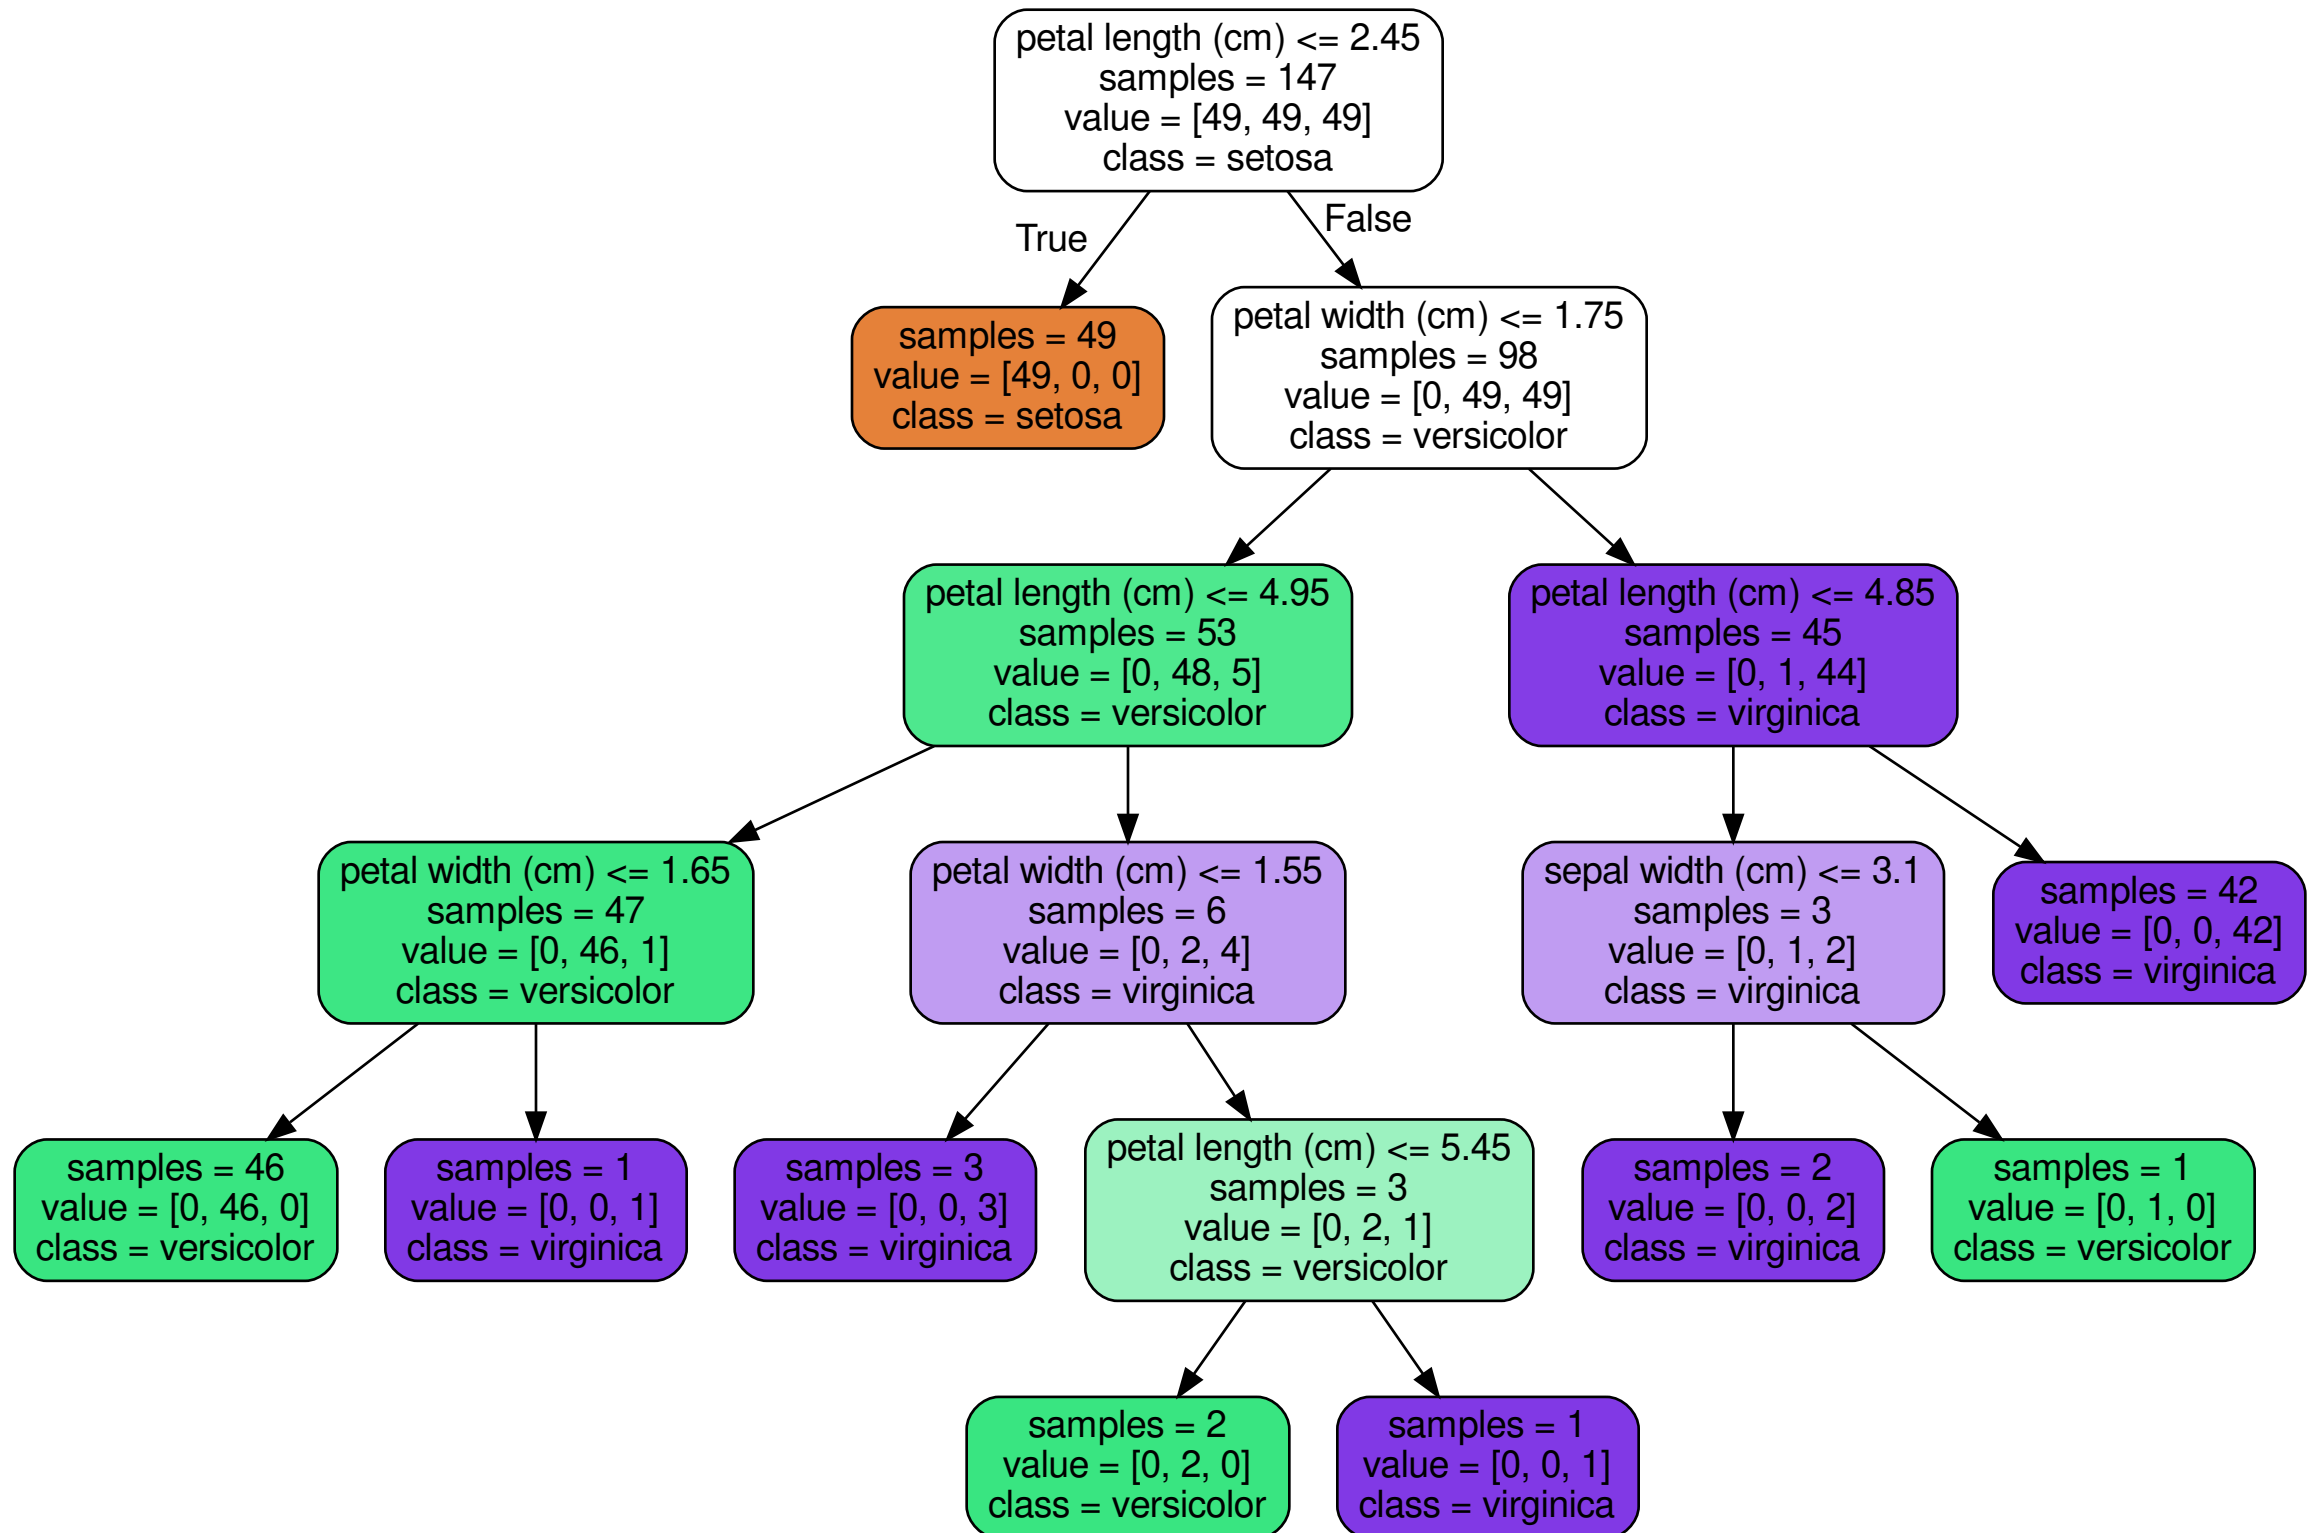 petal length (cm) <= 2.45
samples = 147
value = [49, 49, 49]
class = setosa
True
False
samples = 49
value = [49, 0, 0]
class = setosa
petal width (cm) <= 1.75
samples = 98
value = [0, 49, 49]
class = versicolor
petal length (cm) <= 4.95
samples = 53
value = [0, 48, 5]
class = versicolor
petal length (cm) <= 4.85
samples = 45
value = [0, 1, 44]
class = virginica
petal width (cm) <= 1.65
samples = 47
value = [0, 46, 1]
class = versicolor
petal width (cm) <= 1.55
samples = 6
value = [0, 2, 4]
class = virginica
sepal width (cm) <= 3.1
samples = 3
value = [0, 1, 2]
class = virginica
samples = 42
value = [0, 0, 42]
class = virginica
samples = 46
value = [0, 46, 0]
class = versicolor
samples = 1
value = [0, 0, 1]
class = virginica
samples = 3
value = [0, 0, 3]
class = virginica
petal length (cm) <= 5.45
samples = 3
value = [0, 2, 1]
class = versicolor
samples = 2
value = [0, 0, 2]
class = virginica
samples = 1
value = [0, 1, 0]
class = versicolor
samples = 2
value = [0, 2, 0]
class = versicolor
samples = 1
value = [0, 0, 1]
class = virginica